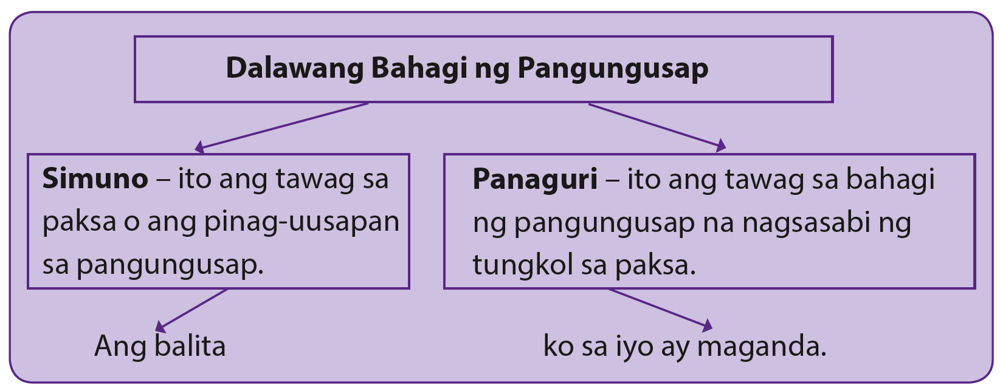 Dalawang Bahagi ng Pangungusap
Simuno – ito ang tawag sa
paksa o ang pinag-uusapan
sa pangungusap.
Panaguri – ito ang tawag sa bahagi
ng pangungusap na nagsasabi ng
tungkol sa paksa.
Ang balita
ko sa iyo ay maganda.